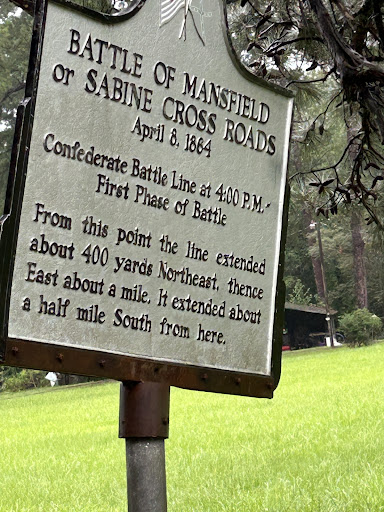 BATTLE OF MANSFIELD
or SABINE CROSS ROADS
April 8, 1864
Confederate Battle Line at 4:00 P.M.-
First Phase of Battle
From this point the line extended
about 400 yards Northeast, thence
East about a mile. It extended about
a half mile South from here.